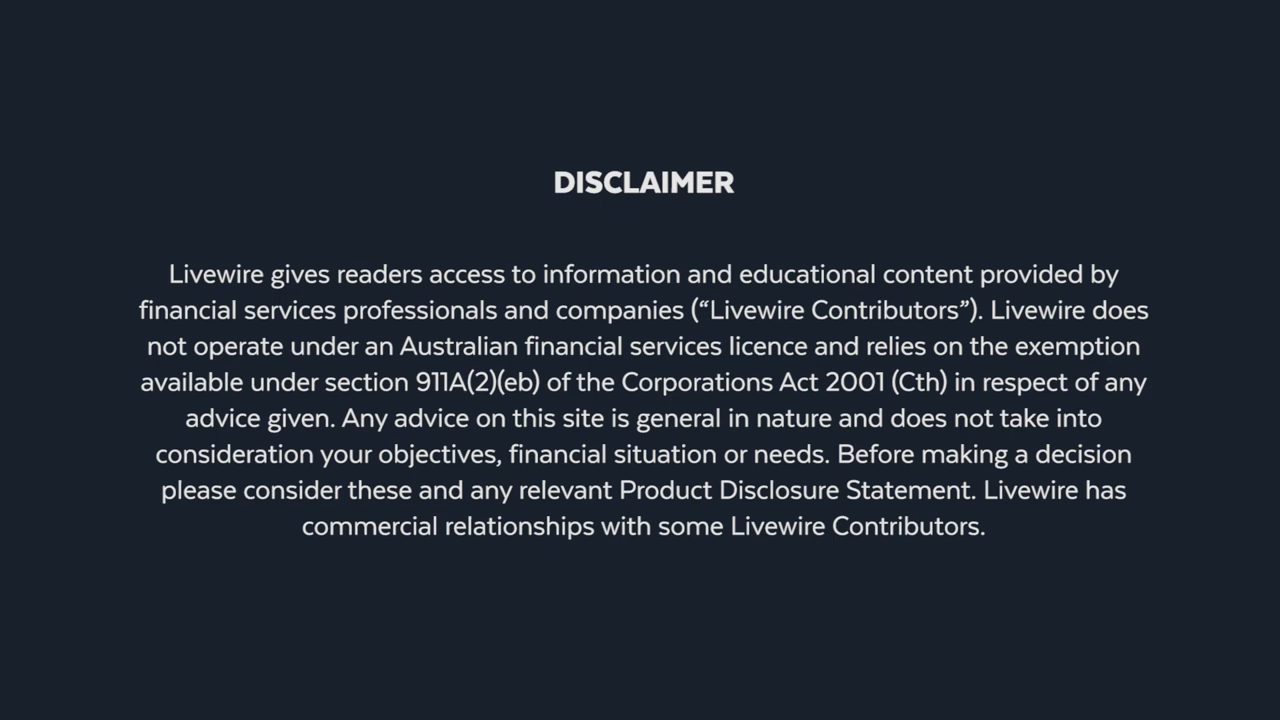 DISCLAIMER
Livewire gives readers access to information and educational content provided by
financial services professionals and companies (“Livewire Contributors”). Livewire does
not operate under an Australian financial services licence and relies on the exemption
available under section 911A(2)(eb) of the Corporations Act 2001 (Cth) in respect of any
advice given. Any advice on this site is general in nature and does not take into
consideration your objectives, financial situation or needs. Before making a decision
please consider these and any relevant Product Disclosure Statement. Livewire has
commercial relationships with some Livewire Contributors.